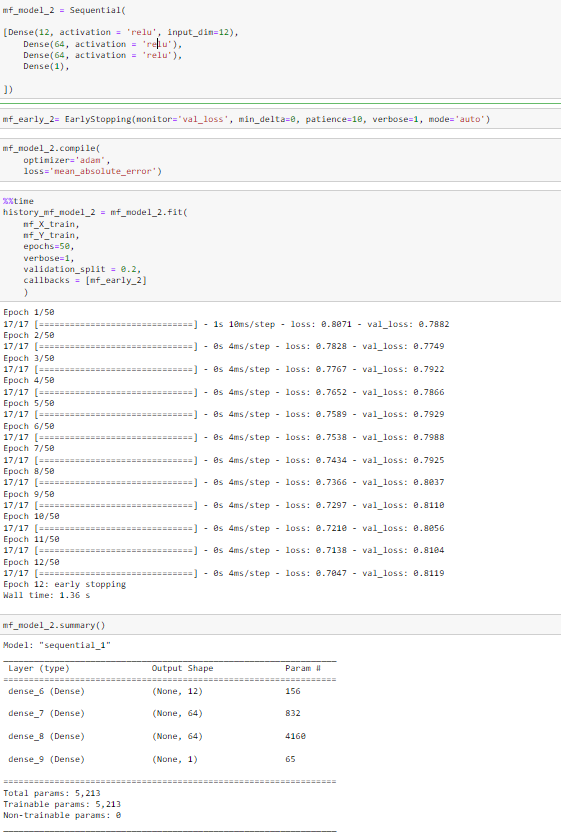 mf_model_2 = Sequential(
[Dense(12, activation = 'relu', input_dim=12),
Dense(64, activation = 'relu'),
Dense(64, activation = 'relu'),
Dense(1),
])
mf_early_2= EarlyStopping(monitor='val_loss', min_delta=0, patience=10, verbose=1, mode='auto')
mf_model_2.compile(
optimizer='adam',
loss='mean_absolute_error')
%%time
history_mf_model_2 = mf_model_2.fit(
mf_X_train,
mf_Y_train,
epochs=50,
verbose=1,
validation_split = 0.2,
callbacks = [mf_early_2]
)
Epoch 1/50
17/17 [==============================] - 1s 10ms/step - loss: 0.8071 - val_loss: 0.7882
Epoch 2/50
17/17 [==============================] - 0s 4ms/step - loss: 0.7828 - val_loss: 0.7749
Epoch 3/50
17/17 [==============================] - 0s 4ms/step - loss: 0.7767 - val_loss: 0.7922
Epoch 4/50
17/17 [==============================] - 0s 4ms/step - loss: 0.7652 - val_loss: 0.7866
Epoch 5/50
17/17 [==============================] - 0s 4ms/step - loss: 0.7589 - val_loss: 0.7929
Epoch 6/50
17/17 [==============================] - 0s 4ms/step - loss: 0.7538 - val_loss: 0.7988
Epoch 7/50
17/17 [==============================] - 0s 4ms/step - loss: 0.7434 - val_loss: 0.7925
Epoch 8/50
17/17 [==============================] - 0s 4ms/step - loss: 0.7366 - val_loss: 0.8037
Epoch 9/50
17/17 [==============================] - 0s 4ms/step - loss: 0.7297 - val_loss: 0.8110
Epoch 10/50
17/17 [==============================] - 0s 4ms/step - loss: 0.7210 - val_loss: 0.8056
Epoch 11/50
17/17 [==============================] - 0s 4ms/step - loss: 0.7138 - val_loss: 0.8104
Epoch 12/50
17/17 [==============================] - 0s 4ms/step - loss: 0.7047 - val_loss: 0.8119
Epoch 12: early stopping
Wall time: 1.36 s
mf_model_2.summary()
Model: "sequential_1"
Layer (type) Output Shape Param #
dense_6 (Dense) (None, 12) 156
dense_7 (Dense) (None, 64) 832
dense_8 (Dense) (None, 64) 4160
dense_9 (Dense) (None, 1) 65
Total params: 5,213
Trainable params: 5,213
Non-trainable params: 0